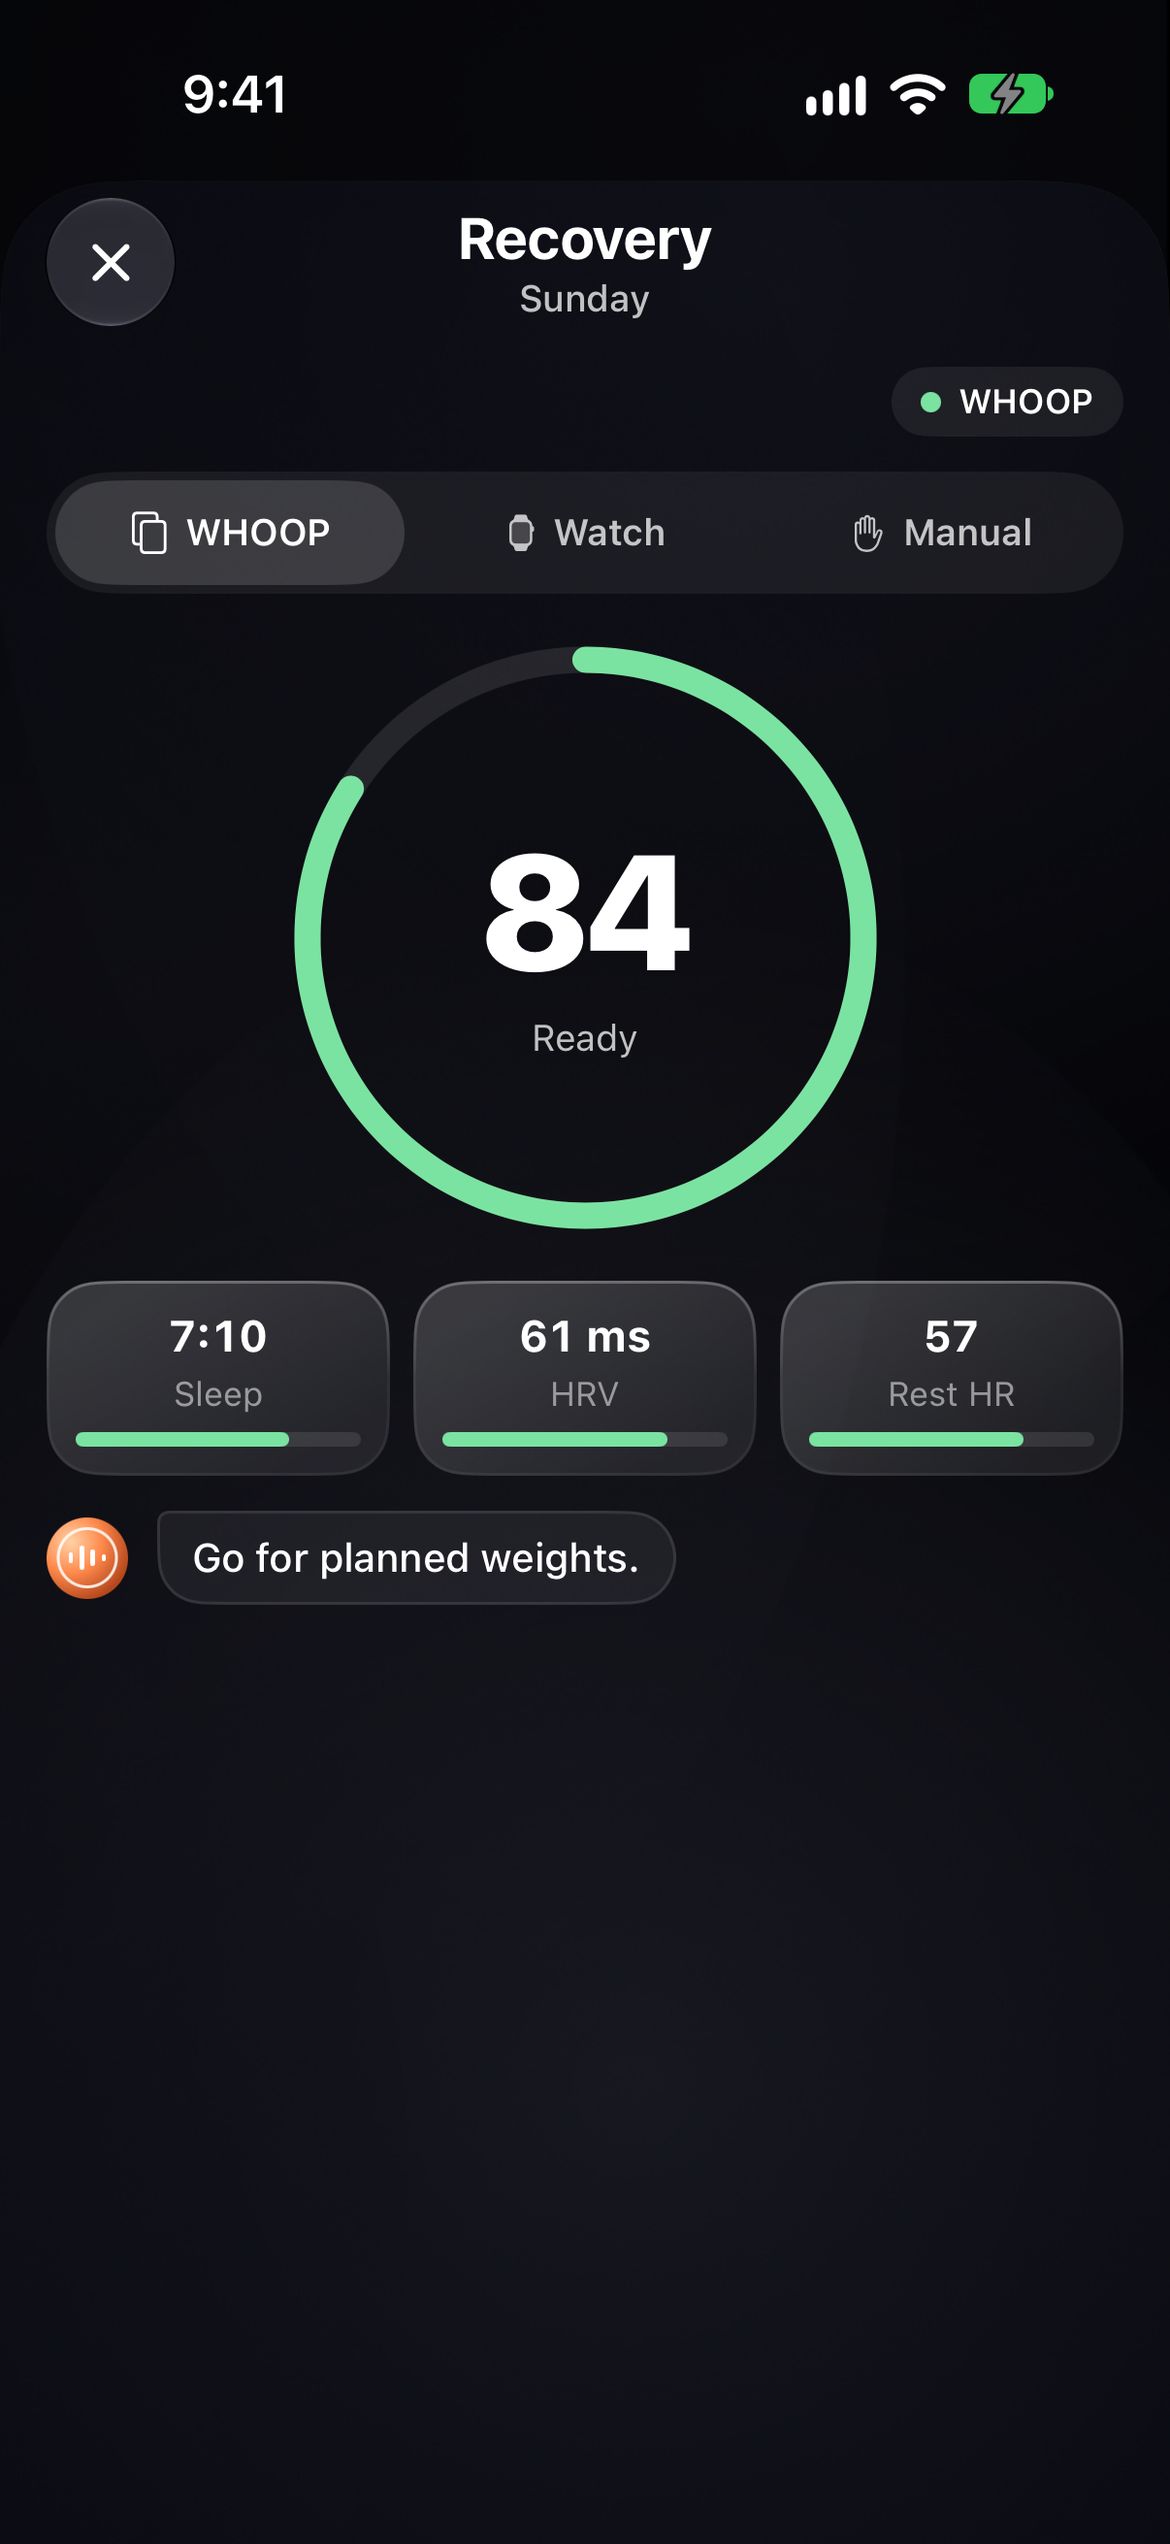 9:41
Recovery
Sunday
WHOOP
WHOOP
Watch
Manual
84
Ready
7:10
Sleep
61 ms
HRV
57
Rest HR
Go for planned weights.